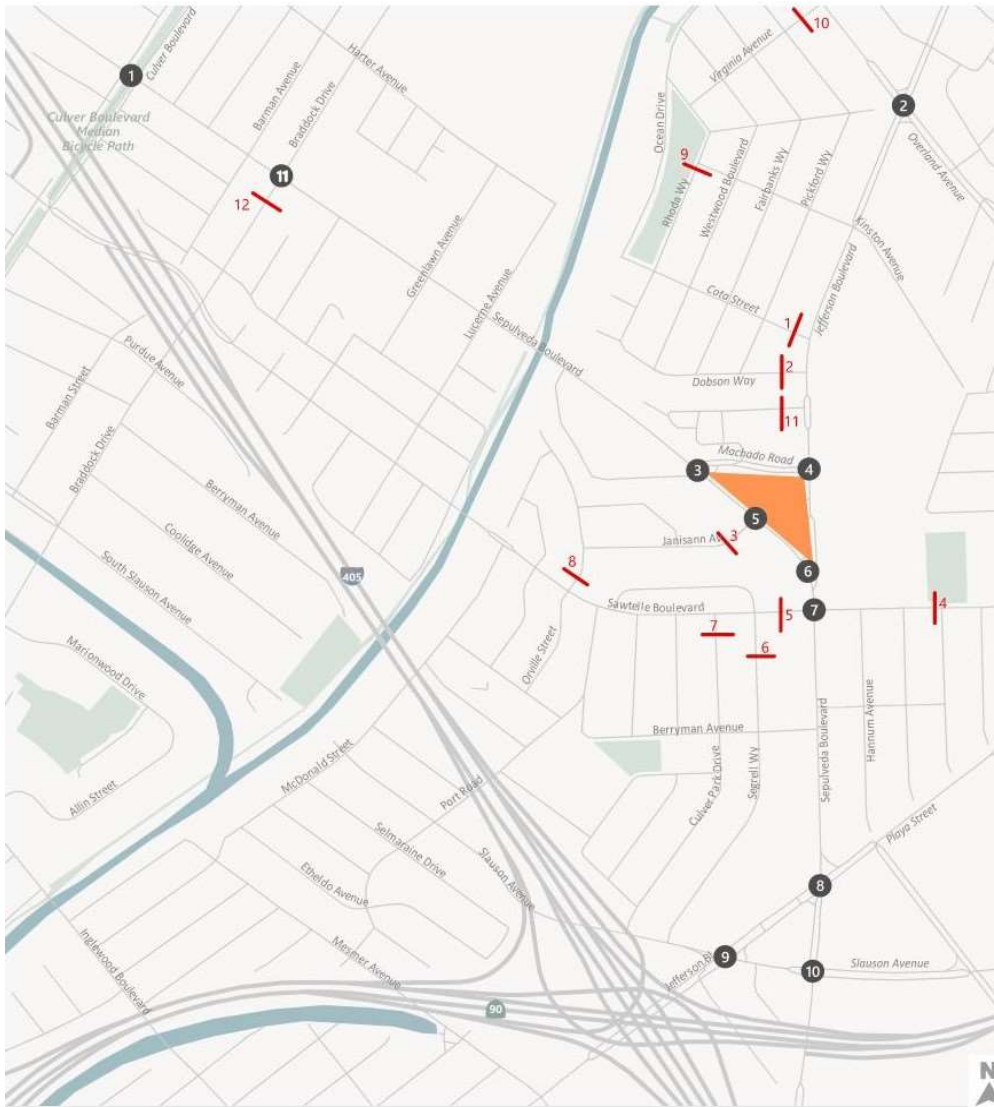 10
Virginia Avenue
Harter Avenue
Culver Boulevard
1
Barman Avenue
Braddock Drive
2
Culver Boulevard
Median
Bicycle Path
Ocean Drive
Overland Avenue
9
11
12
Rhoda Wy
Westwood Boulevard
Fairbanks Wy
Pickford Wy
Kinston Avenue
Greenlawn Avenue
Lucerne Avenue
Cota Street
Jefferson Boulevard
Sepulveda Boulevard
1
Purdue Avenue
2
Dobson Way
Barman Street
11
Braddock Drive
Machado Road
3
4
Berryman Avenue
5
Coolidge Avenue
Janisann Av
3
8
405
6
South Slauson Avenue
Sawtelle Boulevard
5
7
4
7
6
Marionwood Drive
Orville Street
Berryman Avenue
Sepulveda Boulevard
Hannum Avenue
McDonald Street
Culver Park Drive
Segrell Wy
Allin Street
Port Road
Playa Street
Selmaraine Drive
Slauson Avenue
Etheldo Avenue
8
Inglewood Boulevard
Mesmer Avenue
Jefferson Bl
9
10
Slauson Avenue
90
N